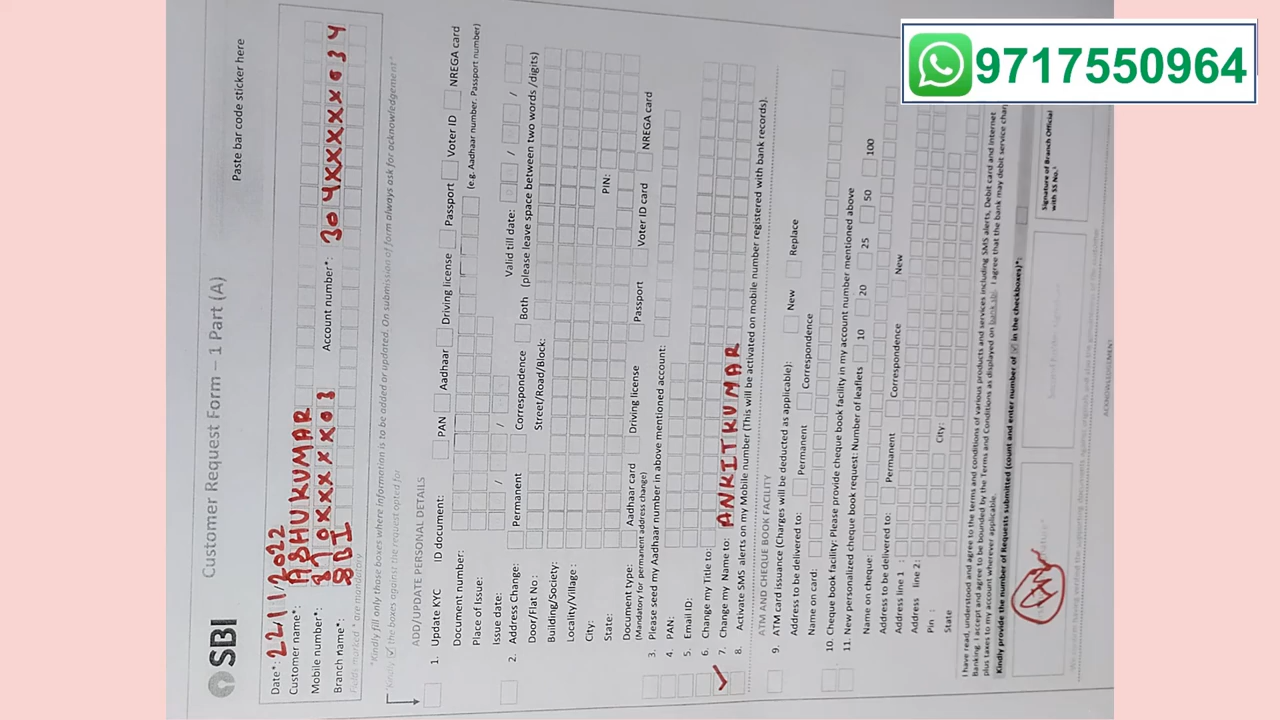 9717550964
SBI
Customer Request Form – 1 Part (A)
Paste bar code sticker here
Date*: 22/11/2022
Customer name*: ABHUKUMAR
Mobile number*: 870XXXX03 Account number*: 304XXXXX634
Branch name*: SBI
Fields marked * are mandatory
*Kindly fill only those boxes where information is to be added or updated. On submission of form always ask for acknowledgement*
Kindly ☑ the boxes against the request opted for
ADD/UPDATE PERSONAL DETAILS
1. Update KYC ID document: PAN Aadhaar Driving license Passport Voter ID NREGA card
Document number: (e.g. Aadhaar number, Passport number)
Place of Issue:
Issue date: / / Valid till date: / /
2. Address Change: Permanent Correspondence Both (please leave space between two words /digits)
Door/Flat No : Street/Road/Block:
Building/Society:
Locality/Village :
City:
State: PIN:
Document type: Aadhaar card Driving license Passport Voter ID card NREGA card
(Mandatory for permanent address change)
3. Please seed my Aadhaar number in above mentioned account:
4. PAN:
5. Email ID:
6. Change my Title to:
7. Change my Name to: ANKITKUMAR
8. Activate SMS alerts on my Mobile number (This will be activated on mobile number registered with bank records).
ATM AND CHEQUE BOOK FACILITY
9. ATM card issuance (Charges will be deducted as applicable): New Replace
Address to be delivered to: Permanent Correspondence
Name on card:
10. Cheque book facility: Please provide cheque book facility in my account number mentioned above
11. New personalized cheque book request: Number of leaflets 10 20 25 50 100
Name on cheque:
Address to be delivered to: Permanent Correspondence New
Address line 1 :
Address line 2:
Pin : City:
State
I have read, understood and agree to the terms and conditions of various products and services including SMS alerts, Debit card and Internet
Banking. I accept and agree to be bounded by the Terms and Conditions as displayed on bank.sbi. I agree that the bank may debit service
plus taxes to my account wherever applicable.
Kindly provide the number of Requests submitted (count and enter number of ☑ in the checkboxes)*:
Signature of Branch Official
with SS No.
ACKNOWLEDGEMENT